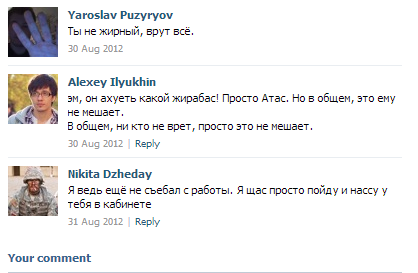 Yaroslav Puzyryov
Ты не жирный, врут всё.
30 Aug 2012
Alexey Ilyukhin
эм, он ахуеть какой жирабас! Просто Атас. Но в общем, это ему
не мешает.
В общем, ни кто не врет, просто это не мешает.
30 Aug 2012 | Reply
Nikita Dzheday
Я ведь ещё не съебал с работы. Я щас просто пойду и нассу у
тебя в кабинете
31 Aug 2012 | Reply
Your comment